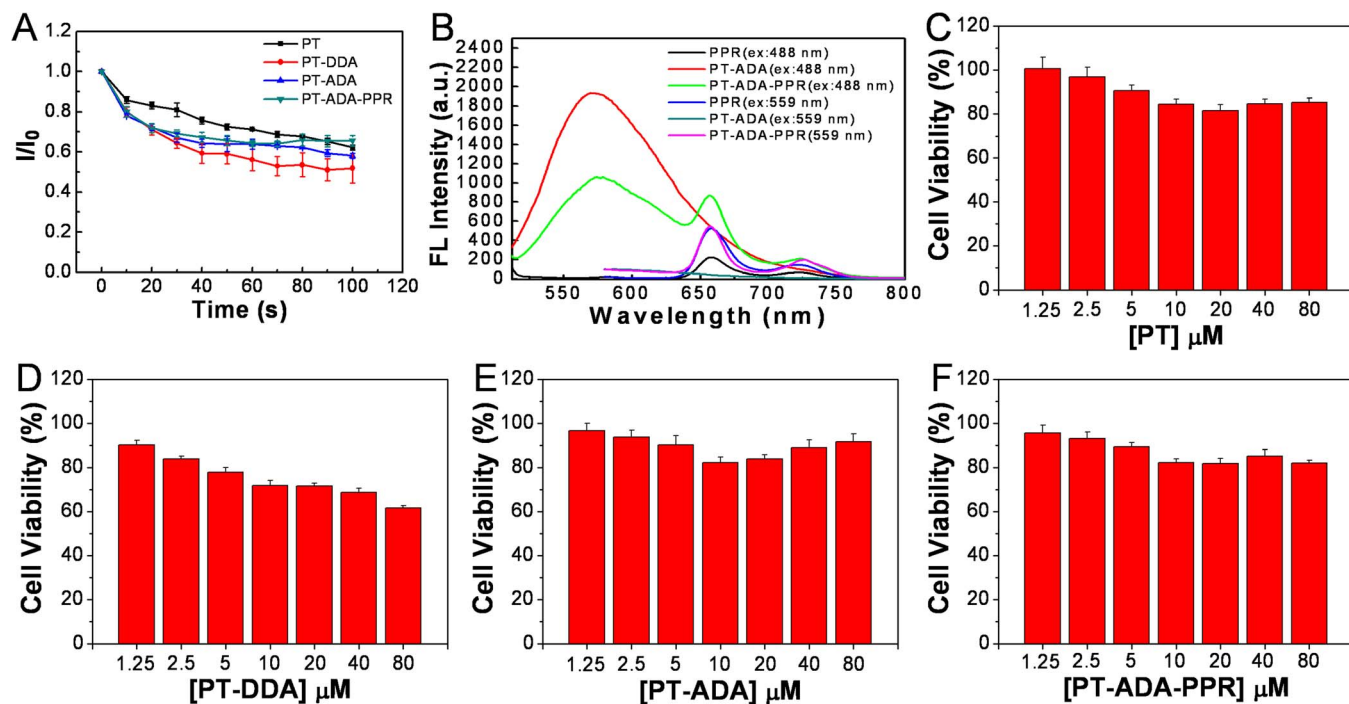 A
I/I0
1.2
1.0
0.8
0.6
0.4
0.2
0.0
PT
PT-DDA
PT-ADA
PT-ADA-PPR
0 20 40 60 80 100 120
Time (s)
B
FL Intensity (a.u.)
2400
2200
2000
1800
1600
1400
1200
1000
800
600
400
200
0
PPR(ex:488 nm)
PT-ADA(ex:488 nm)
PT-ADA-PPR(ex:488 nm)
PPR(ex:559 nm)
PT-ADA(ex:559 nm)
PT-ADA-PPR(559 nm)
550 600 650 700 750 800
Wavelength (nm)
C
Cell Viability (%)
120
100
80
60
40
20
0
1.25 2.5 5 10 20 40 80
[PT] μM
D
Cell Viability (%)
120
100
80
60
40
20
0
1.25 2.5 5 10 20 40 80
[PT-DDA] μM
E
Cell Viability (%)
120
100
80
60
40
20
0
1.25 2.5 5 10 20 40 80
[PT-ADA] μM
F
Cell Viability (%)
120
100
80
60
40
20
0
1.25 2.5 5 10 20 40 80
[PT-ADA-PPR] μM